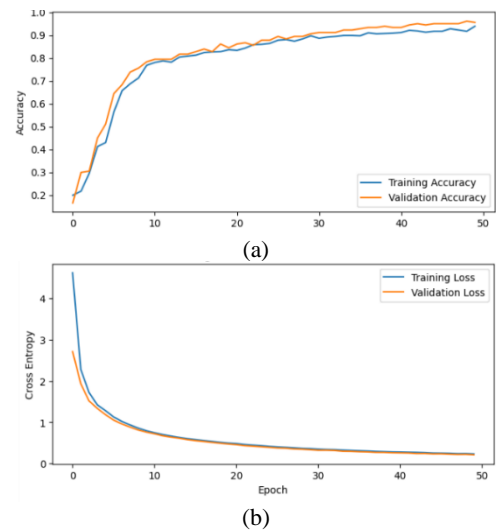 1.0
0.9
0.8
0.7
0.6
0.5
0.4
0.3
0.2
Accuracy
Training Accuracy
Validation Accuracy
0 10 20 30 40 50
(a)
4
3
2
1
0
Cross Entropy
Training Loss
Validation Loss
0 10 20 30 40 50
Epoch
(b)